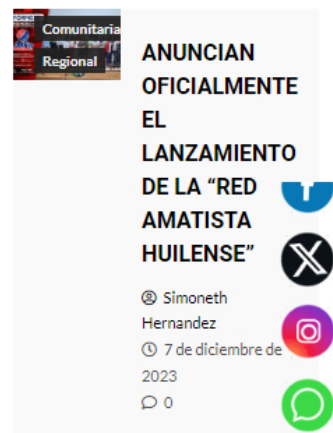 Comunitaria
Regional
ANUNCIAN
OFICIALMENTE
EL
LANZAMIENTO
DE LA “RED
AMATISTA
HUILENSE”
Simoneth
Hernandez
7 de diciembre de
2023
0